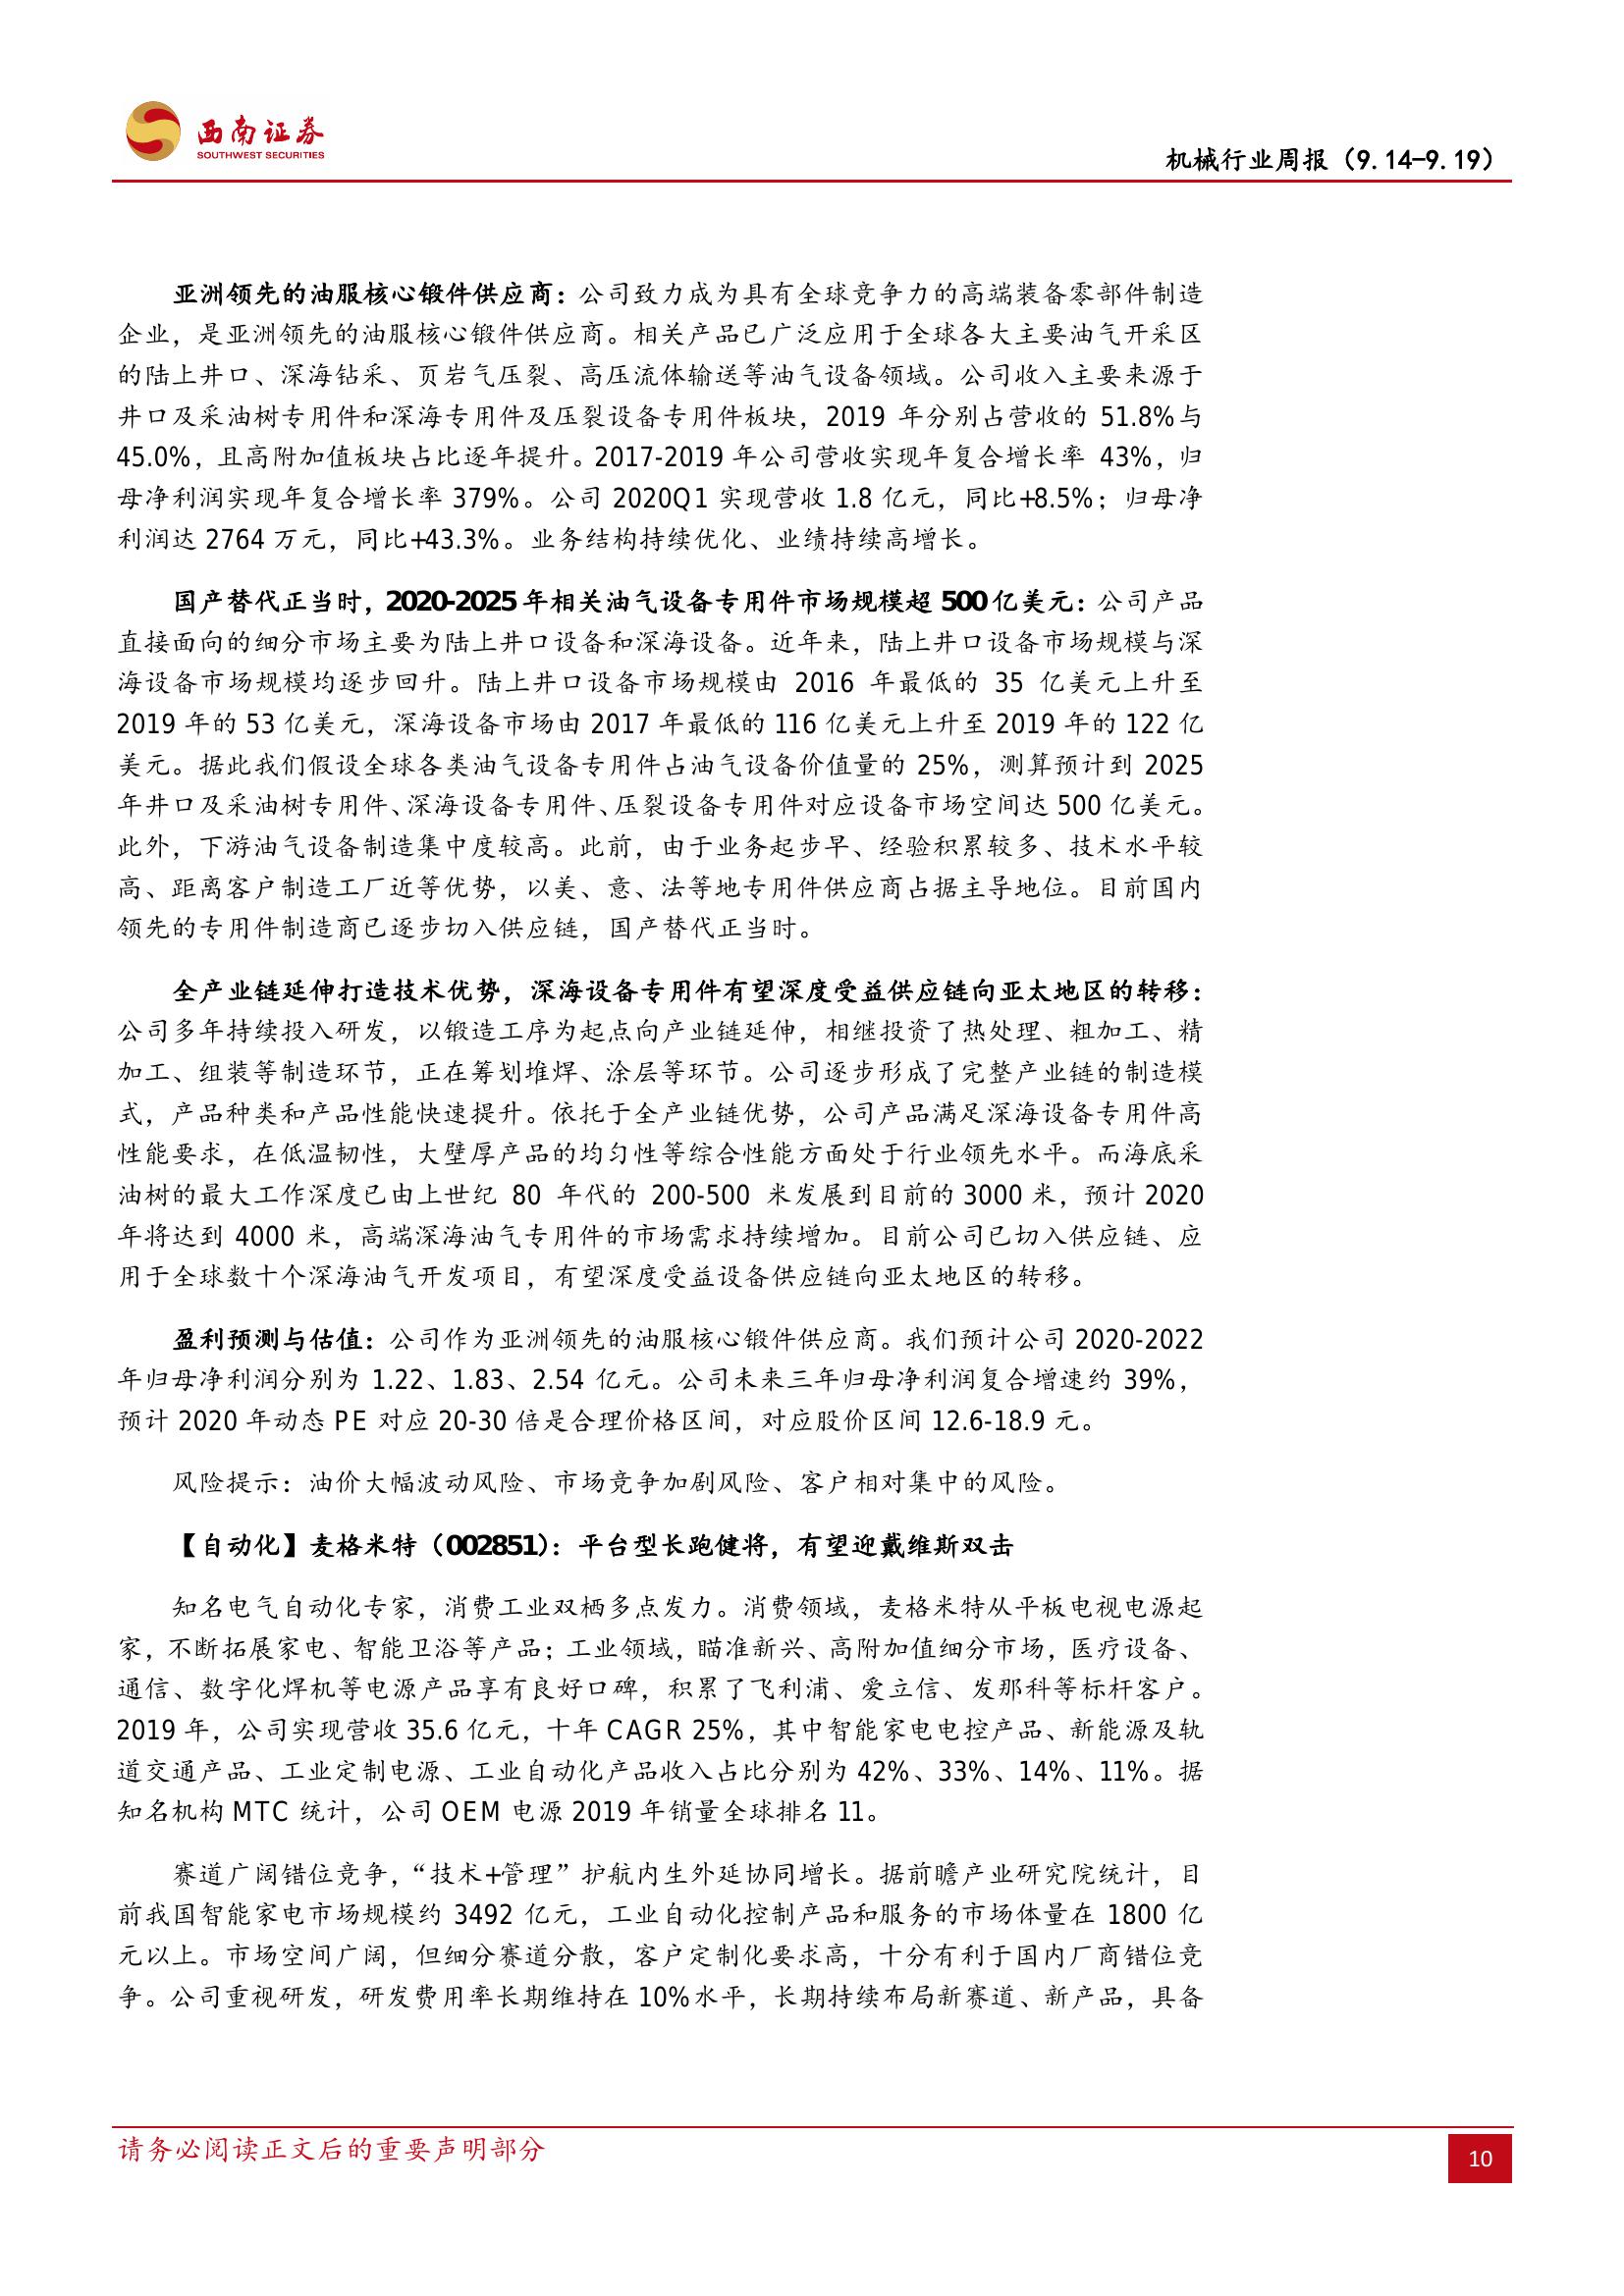 西南证券
SOUTHWEST SECURITIES
机械行业周报（9.14-9.19）
亚洲领先的油服核心锻件供应商：公司致力成为具有全球竞争力的高端装备零部件制造
企业，是亚洲领先的油服核心锻件供应商。相关产品已广泛应用于全球各大主要油气开采区
的陆上井口、深海钻采、页岩气压裂、高压流体输送等油气设备领域。公司收入主要来源于
井口及采油树专用件和深海专用件及压裂设备专用件板块，2019 年分别占营收的 51.8%与
45.0%，且高附加值板块占比逐年提升。2017-2019 年公司营收实现年复合增长率 43%，归
母净利润实现年复合增长率 379%。公司 2020Q1 实现营收 1.8 亿元，同比+8.5%；归母净
利润达 2764 万元，同比+43.3%。业务结构持续优化、业绩持续高增长。
国产替代正当时，2020-2025 年相关油气设备专用件市场规模超 500 亿美元：公司产品
直接面向的细分市场主要为陆上井口设备和深海设备。近年来，陆上井口设备市场规模与深
海设备市场规模均逐步回升。陆上井口设备市场规模由 2016 年最低的 35 亿美元上升至
2019 年的 53 亿美元，深海设备市场由 2017 年最低的 116 亿美元上升至 2019 年的 122 亿
美元。据此我们假设全球各类油气设备专用件占油气设备价值量的 25%，测算预计到 2025
年井口及采油树专用件、深海设备专用件、压裂设备专用件对应设备市场空间达 500 亿美元。
此外，下游油气设备制造集中度较高。此前，由于业务起步早、经验积累较多、技术水平较
高、距离客户制造工厂近等优势，以美、意、法等地专用件供应商占据主导地位。目前国内
领先的专用件制造商已逐步切入供应链，国产替代正当时。
全产业链延伸打造技术优势，深海设备专用件有望深度受益供应链向亚太地区的转移：
公司多年持续投入研发，以锻造工序为起点向产业链延伸，相继投资了热处理、粗加工、精
加工、组装等制造环节，正在筹划堆焊、涂层等环节。公司逐步形成了完整产业链的制造模
式，产品种类和产品性能快速提升。依托于全产业链优势，公司产品满足深海设备专用件高
性能要求，在低温韧性，大壁厚产品的均匀性等综合性能方面处于行业领先水平。而海底采
油树的最大工作深度已由上世纪 80 年代的 200-500 米发展到目前的 3000 米，预计 2020
年将达到 4000 米，高端深海油气专用件的市场需求持续增加。目前公司已切入供应链、应
用于全球数十个深海油气开发项目，有望深度受益设备供应链向亚太地区的转移。
盈利预测与估值：公司作为亚洲领先的油服核心锻件供应商。我们预计公司 2020-2022
年归母净利润分别为 1.22、1.83、2.54 亿元。公司未来三年归母净利润复合增速约 39%，
预计 2020 年动态 PE 对应 20-30 倍是合理价格区间，对应股价区间 12.6-18.9 元。
风险提示：油价大幅波动风险、市场竞争加剧风险、客户相对集中的风险。
【自动化】麦格米特（002851）：平台型长跑健将，有望迎戴维斯双击
知名电气自动化专家，消费工业双栖多点发力。消费领域，麦格米特从平板电视电源起
家，不断拓展家电、智能卫浴等产品；工业领域，瞄准新兴、高附加值细分市场，医疗设备、
通信、数字化焊机等电源产品享有良好口碑，积累了飞利浦、爱立信、发那科等标杆客户。
2019 年，公司实现营收 35.6 亿元，十年 CAGR 25%，其中智能家电电控产品、新能源及轨
道交通产品、工业定制电源、工业自动化产品收入占比分别为 42%、33%、14%、11%。据
知名机构 MTC 统计，公司 OEM 电源 2019 年销量全球排名 11。
赛道广阔错位竞争，“技术+管理”护航内生外延协同增长。据前瞻产业研究院统计，目
前我国智能家电市场规模约 3492 亿元，工业自动化控制产品和服务的市场体量在 1800 亿
元以上。市场空间广阔，但细分赛道分散，客户定制化要求高，十分有利于国内厂商错位竞
争。公司重视研发，研发费用率长期维持在 10%水平，长期持续布局新赛道、新产品，具备
请务必阅读正文后的重要声明部分
10